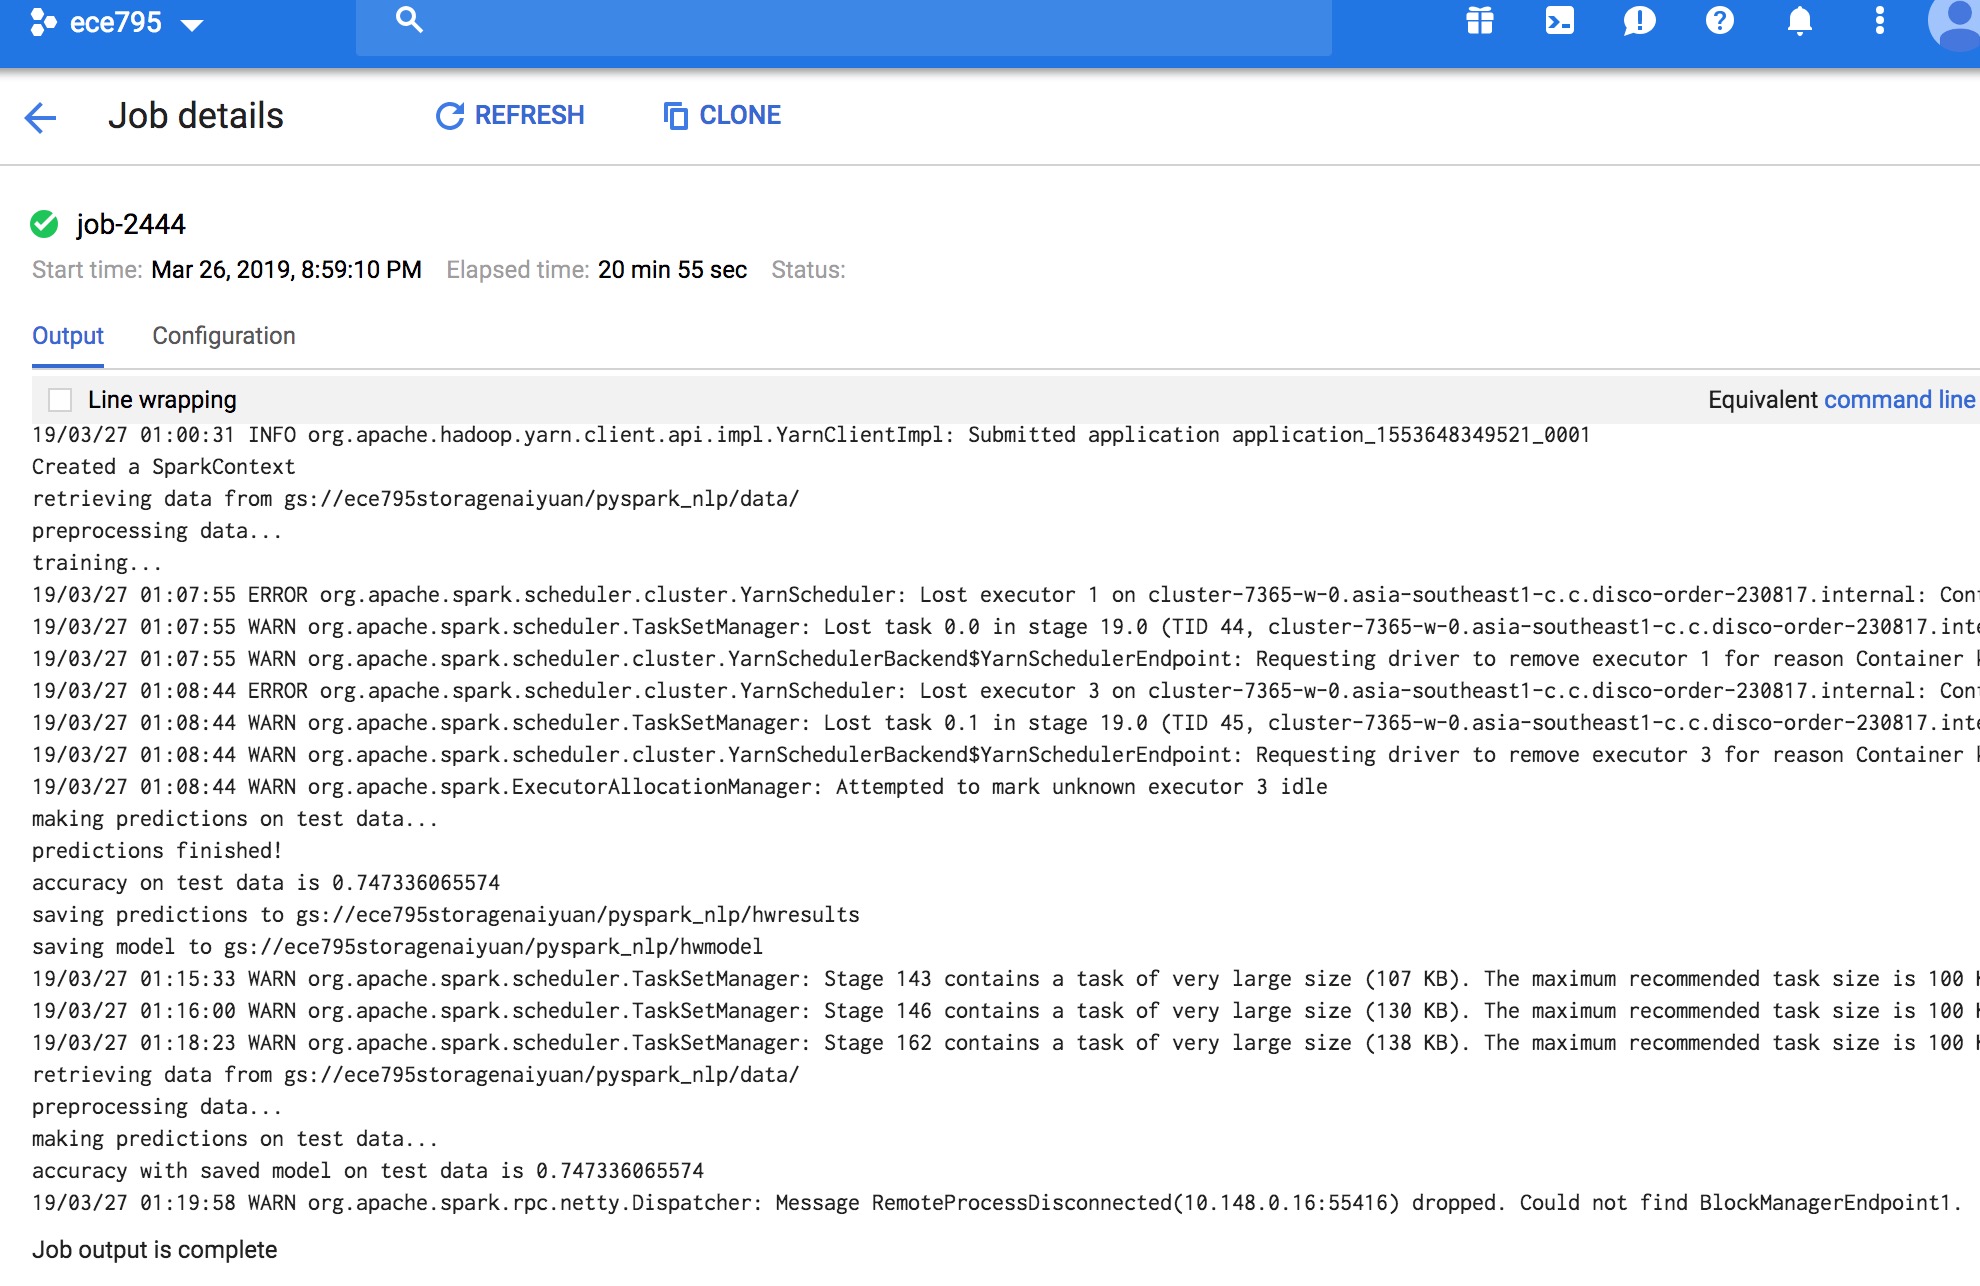 ece795
Job details
REFRESH
CLONE
job-2444
Start time: Mar 26, 2019, 8:59:10 PM Elapsed time: 20 min 55 sec Status:
Output Configuration
Line wrapping
Equivalent command line
19/03/27 01:00:31 INFO org.apache.hadoop.yarn.client.api.impl.YarnClientImpl: Submitted application application_1553648349521_0001
Created a SparkContext
retrieving data from gs://ece795storagenaiyuan/pyspark_nlp/data/
preprocessing data...
training...
19/03/27 01:07:55 ERROR org.apache.spark.scheduler.cluster.YarnScheduler: Lost executor 1 on cluster-7365-w-0.asia-southeast1-c.c.disco-order-230817.internal:
19/03/27 01:07:55 WARN org.apache.spark.scheduler.TaskSetManager: Lost task 0.0 in stage 19.0 (TID 44, cluster-7365-w-0.asia-southeast1-c.c.disco-order-230817.inte
19/03/27 01:07:55 WARN org.apache.spark.scheduler.cluster.YarnSchedulerBackend$YarnSchedulerEndpoint: Requesting driver to remove executor 1 for reason Container
19/03/27 01:08:44 ERROR org.apache.spark.scheduler.cluster.YarnScheduler: Lost executor 3 on cluster-7365-w-0.asia-southeast1-c.c.disco-order-230817.internal:
19/03/27 01:08:44 WARN org.apache.spark.scheduler.TaskSetManager: Lost task 0.1 in stage 19.0 (TID 45, cluster-7365-w-0.asia-southeast1-c.c.disco-order-230817.inte
19/03/27 01:08:44 WARN org.apache.spark.scheduler.cluster.YarnSchedulerBackend$YarnSchedulerEndpoint: Requesting driver to remove executor 3 for reason Container
19/03/27 01:08:44 WARN org.apache.spark.ExecutorAllocationManager: Attempted to mark unknown executor 3 idle
making predictions on test data...
predictions finished!
accuracy on test data is 0.747336065574
saving predictions to gs://ece795storagenaiyuan/pyspark_nlp/hwresults
saving model to gs://ece795storagenaiyuan/pyspark_nlp/hwmodel
19/03/27 01:15:33 WARN org.apache.spark.scheduler.TaskSetManager: Stage 143 contains a task of very large size (107 KB). The maximum recommended task size is 100
19/03/27 01:16:00 WARN org.apache.spark.scheduler.TaskSetManager: Stage 146 contains a task of very large size (130 KB). The maximum recommended task size is 100
19/03/27 01:18:23 WARN org.apache.spark.scheduler.TaskSetManager: Stage 162 contains a task of very large size (138 KB). The maximum recommended task size is 100
retrieving data from gs://ece795storagenaiyuan/pyspark_nlp/data/
preprocessing data...
making predictions on test data...
accuracy with saved model on test data is 0.747336065574
19/03/27 01:19:58 WARN org.apache.spark.rpc.netty.Dispatcher: Message RemoteProcessDisconnected(10.148.0.16:55416) dropped. Could not find BlockManagerEndpoint1.
Job output is complete